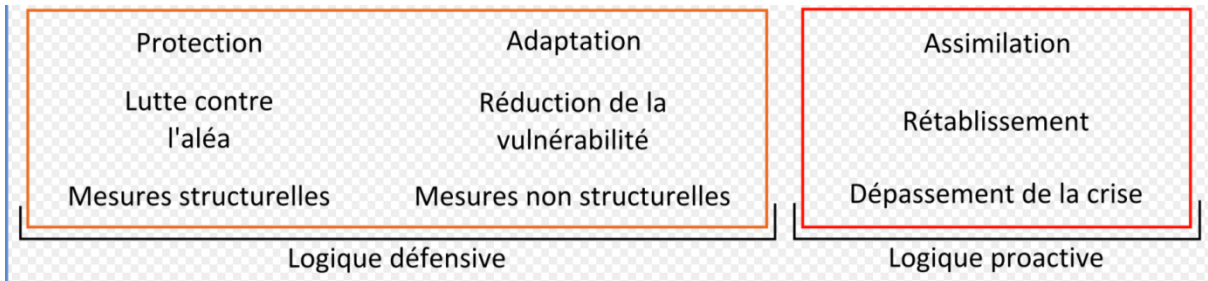 Protection
Adaptation
Assimilation
Lutte contre
l'aléa
Réduction de la
vulnérabilité
Rétablissement
Mesures structurelles
Mesures non structurelles
Dépassement de la crise
Logique défensive
Logique proactive